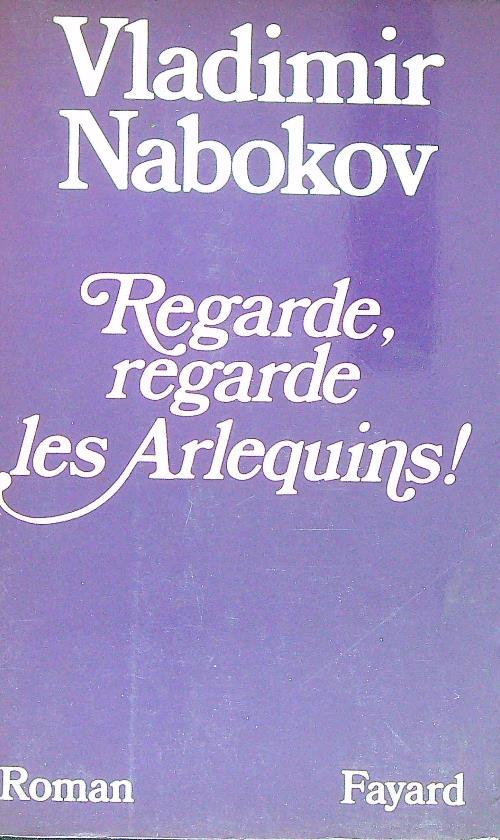 Vladimir
Nabokov
Regarde,
regarde
les Arlequins!
Roman
Fayard